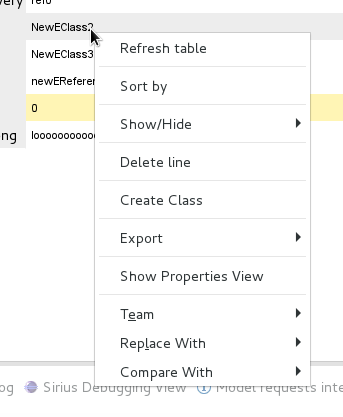 very ref0
NewEClass2
Refresh table
NewEClass3
Sort by
newERefere
0
Show/Hide
ng looooooooooo
Delete line
Create Class
Export
Show Properties View
Team
Replace With
Compare With
og Sirius Debugging View Model requests inte